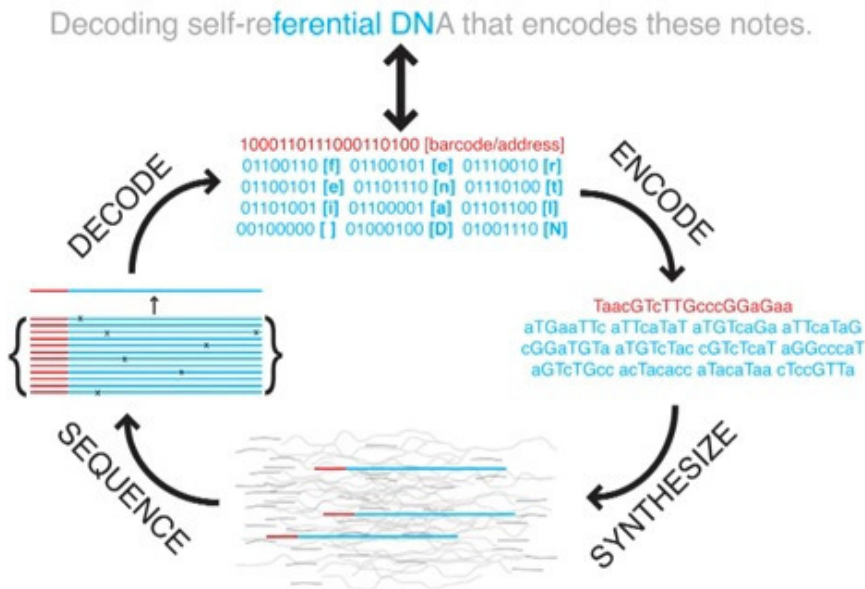 Decoding self-referential DNA that encodes these notes.
1000110111000110100 [barcode/address]
01100110 [f] 01100101 [e] 01110010 [r]
01100101 [e] 01101110 [n] 01110100 [t]
01101001 [i] 01100001 [a] 01101100 [l]
00100000 [ ] 01000100 [D] 01001110 [N]
ENCODE
TaacGTcTTGcccGGaGaa
aTGaaTTc aTTcaTaT aTGTcaGa aTTcaTaG
cGGaTGTa aTGTcTac cGTcTcaT aGGcccaT
aGTcTGcc acTacacc aTacaTaa cTccGTTa
SYNTHESIZE
SEQUENCE
DECODE